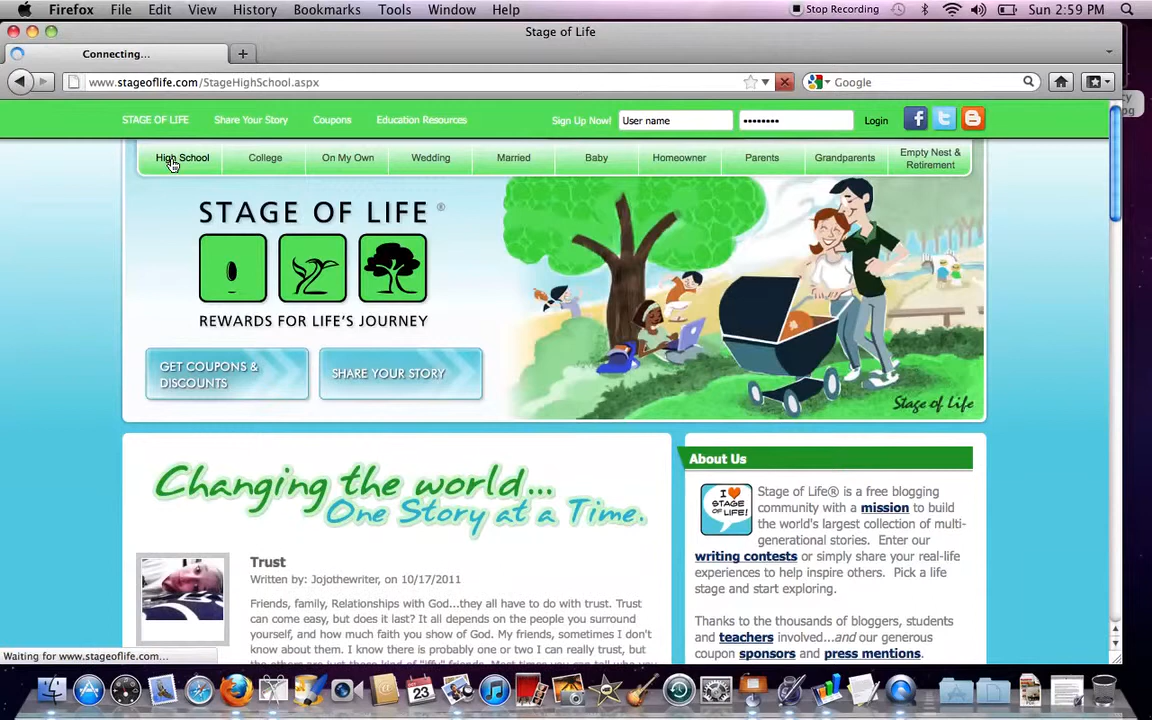 Firefox File Edit View History Bookmarks Tools Window Help Stop Recording Sun 2:59 PM
Stage of Life
Connecting...
www.stageoflife.com/StageHighSchool.aspx Google
STAGE OF LIFE Share Your Story Coupons Education Resources Sign Up Now! User name •••••••• Login
High School College On My Own Wedding Married Baby Homeowner Parents Grandparents Empty Nest &
Retirement
STAGE OF LIFE ®
REWARDS FOR LIFE'S JOURNEY
GET COUPONS &
DISCOUNTS
SHARE YOUR STORY
Stage of Life
Changing the world...
One Story at a Time.
Trust
Written by: Jojothewriter, on 10/17/2011
Friends, family, Relationships with God...they all have to do with trust. Trust
can come easy, but does it last? It all depends on the people you surround
yourself, and how much faith you show of God. My friends, sometimes I don't
know about them. I know there is probably one or two I can really trust, but
About Us
I ♥
STAGE
OF LIFE!
Stage of Life® is a free blogging
community with a mission to build
the world's largest collection of multi-
generational stories. Enter our
writing contests or simply share your real-life
experiences to help inspire others. Pick a life
stage and start exploring.
Thanks to the thousands of bloggers, students
and teachers involved...and our generous
coupon sponsors and press mentions.
Waiting for www.stageoflife.com...
23